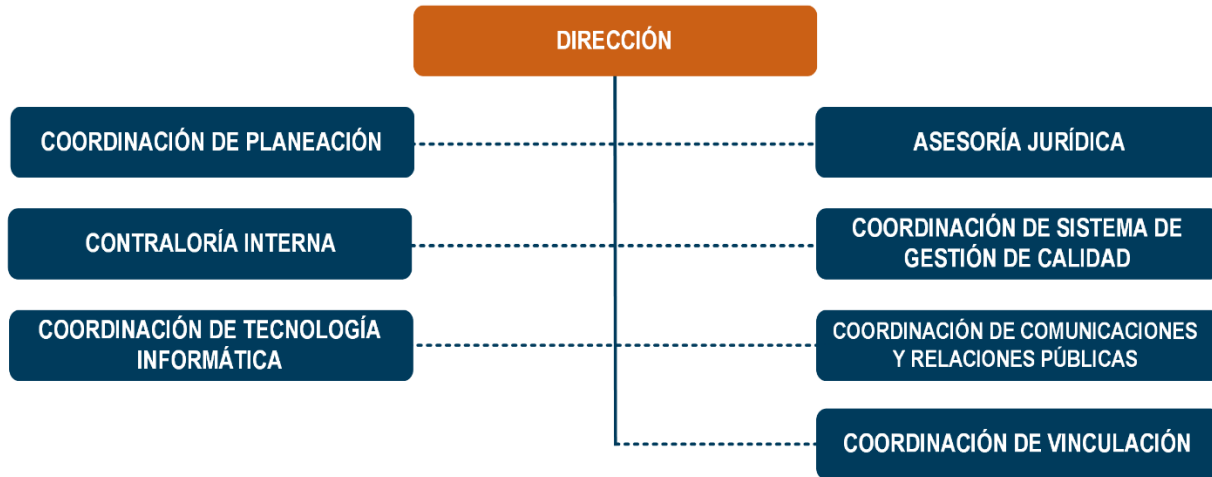 DIRECCIÓN
COORDINACIÓN DE PLANEACIÓN
ASESORÍA JURÍDICA
CONTRALORÍA INTERNA
COORDINACIÓN DE SISTEMA DE
GESTIÓN DE CALIDAD
COORDINACIÓN DE TECNOLOGÍA
INFORMÁTICA
COORDINACIÓN DE COMUNICACIONES
Y RELACIONES PÚBLICAS
COORDINACIÓN DE VINCULACIÓN